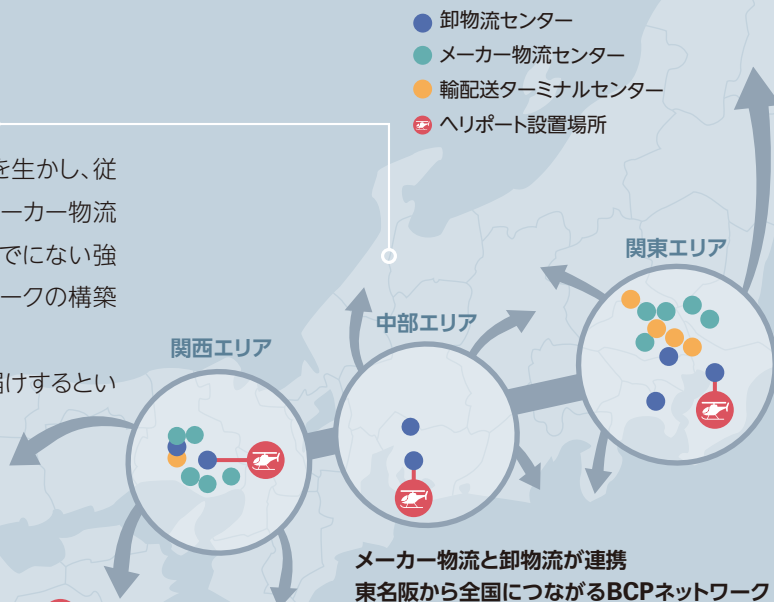 卸物流センター
メーカー物流センター
輸配送ターミナルセンター
ヘリポート設置場所
を生かし、従
ーカー物流
でにない強
ークの構築
届けするとい
関東エリア
中部エリア
関西エリア
メーカー物流と卸物流が連携
東名阪から全国につながるBCPネットワーク